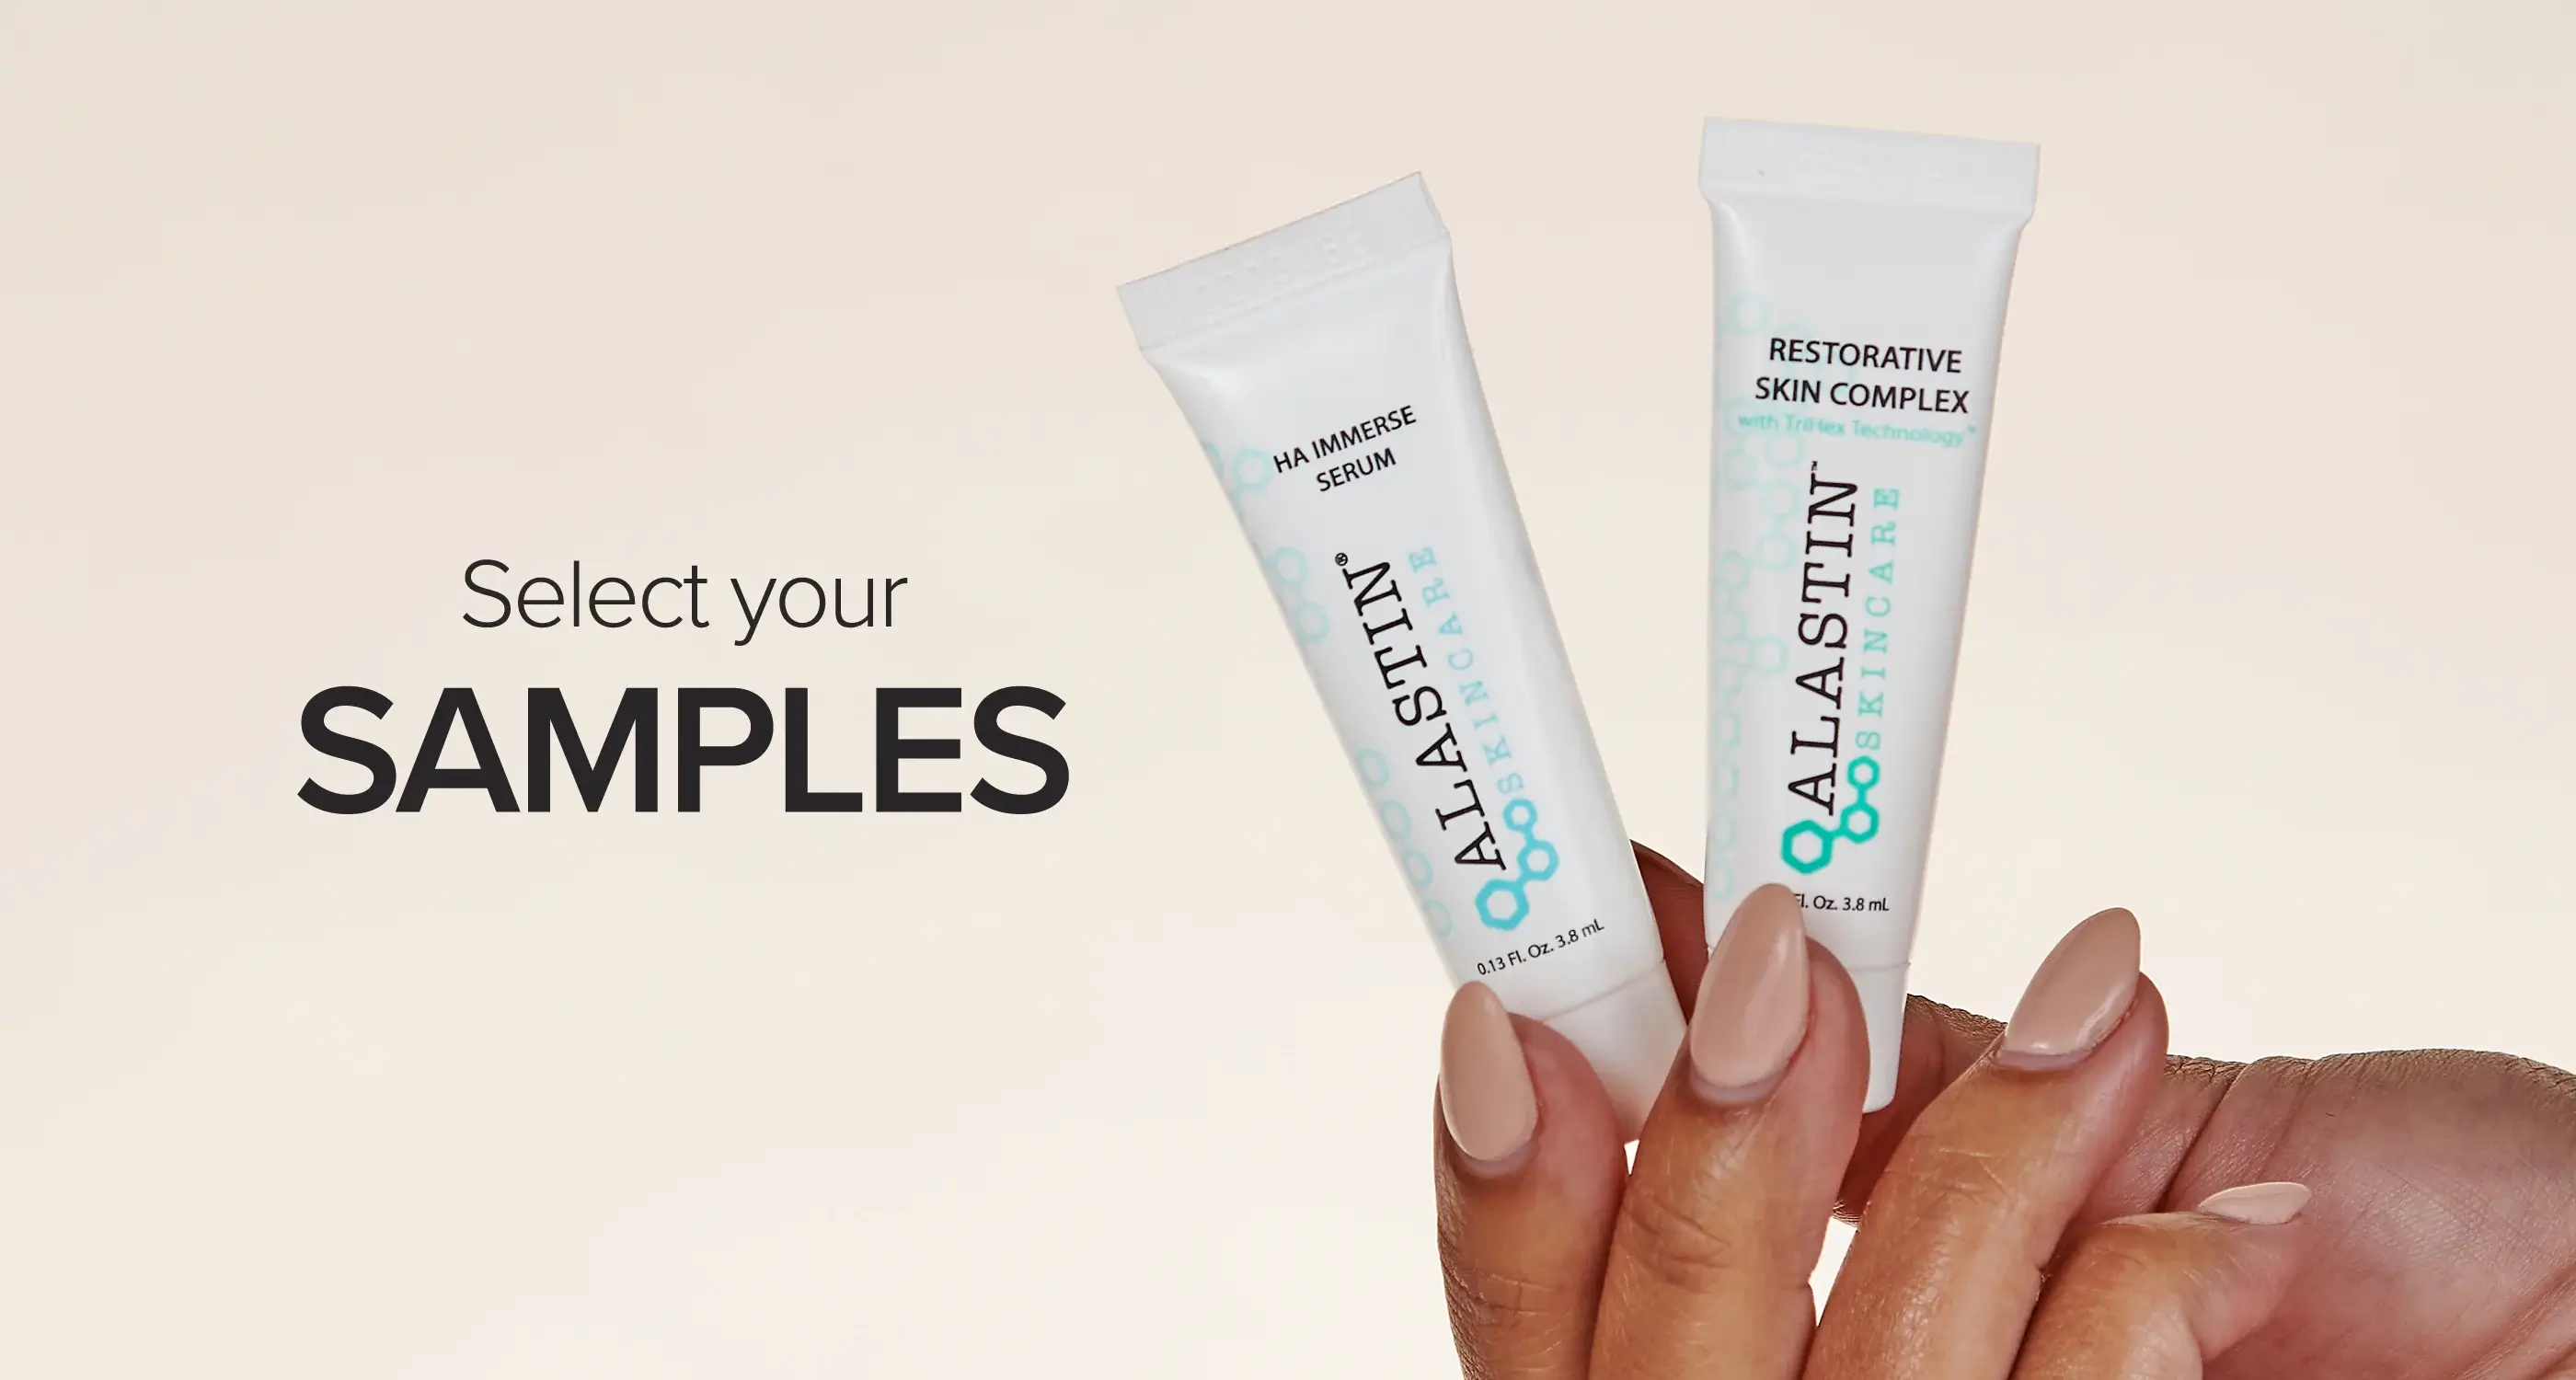 Select your
SAMPLES
HA IMMERSE
SERUM
ALASTIN®
SKINCARE
0.13 Fl. Oz. 3.8 mL
RESTORATIVE
SKIN COMPLEX
with TriHex Technology™
ALASTIN™
SKINCARE
Fl. Oz. 3.8 mL